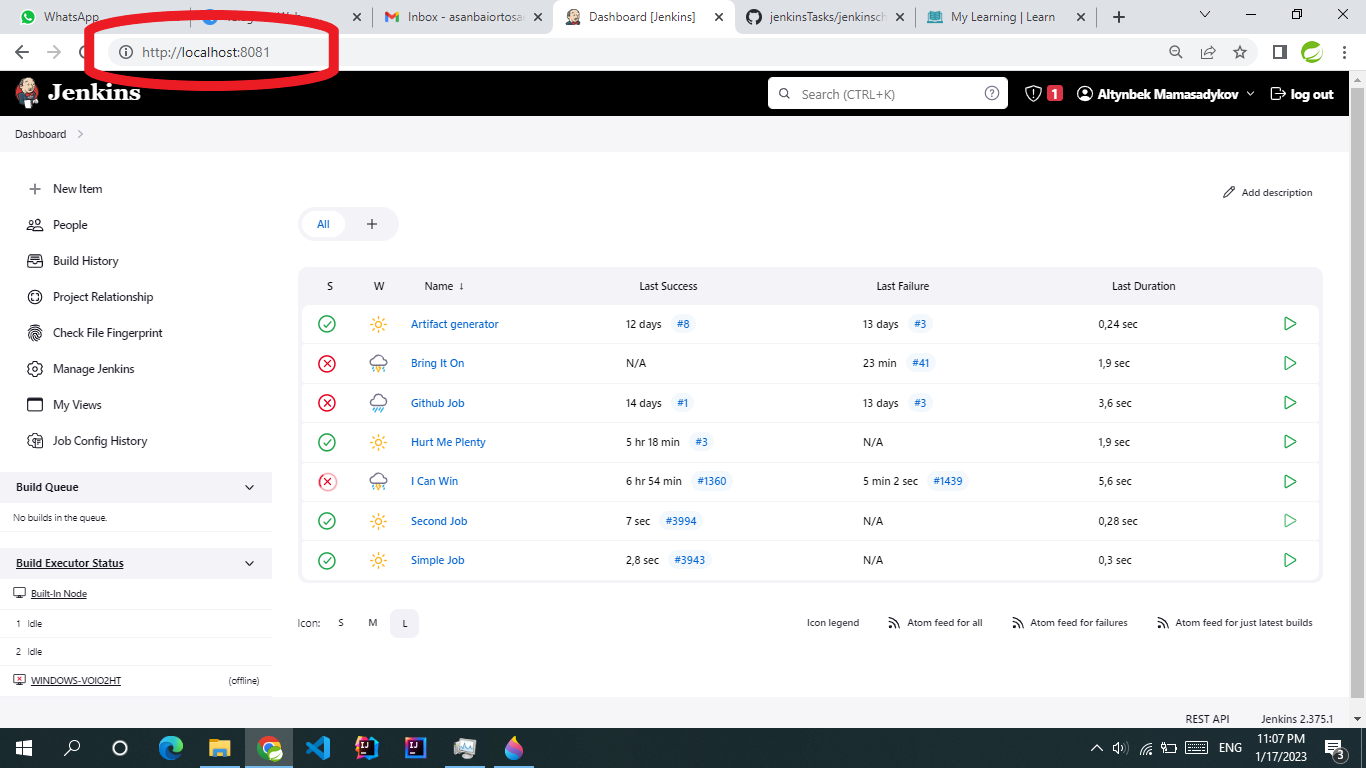 WhatsApp
Inbox - asanbaiortosa
Dashboard [Jenkins]
jenkinsTasks/jenkinsch
My Learning | Learn
http://localhost:8081
Jenkins
Search (CTRL+K)
1
Altynbek Mamasadykov
log out
Dashboard
New Item
People
Build History
Project Relationship
Check File Fingerprint
Manage Jenkins
My Views
Job Config History
Build Queue
No builds in the queue.
Build Executor Status
Built-In Node
1 Idle
2 Idle
WINDOWS-VOIO2HT (offline)
Add description
All +
S W Name ↓ Last Success Last Failure Last Duration
Artifact generator 12 days #8 13 days #3 0,24 sec
Bring It On N/A 23 min #41 1,9 sec
Github Job 14 days #1 13 days #3 3,6 sec
Hurt Me Plenty 5 hr 18 min #3 N/A 1,9 sec
I Can Win 6 hr 54 min #1360 5 min 2 sec #1439 5,6 sec
Second Job 7 sec #3994 N/A 0,28 sec
Simple Job 2,8 sec #3943 N/A 0,3 sec
Icon: S M L
Icon legend Atom feed for all Atom feed for failures Atom feed for just latest builds
REST API Jenkins 2.375.1
ENG
11:07 PM
1/17/2023
3